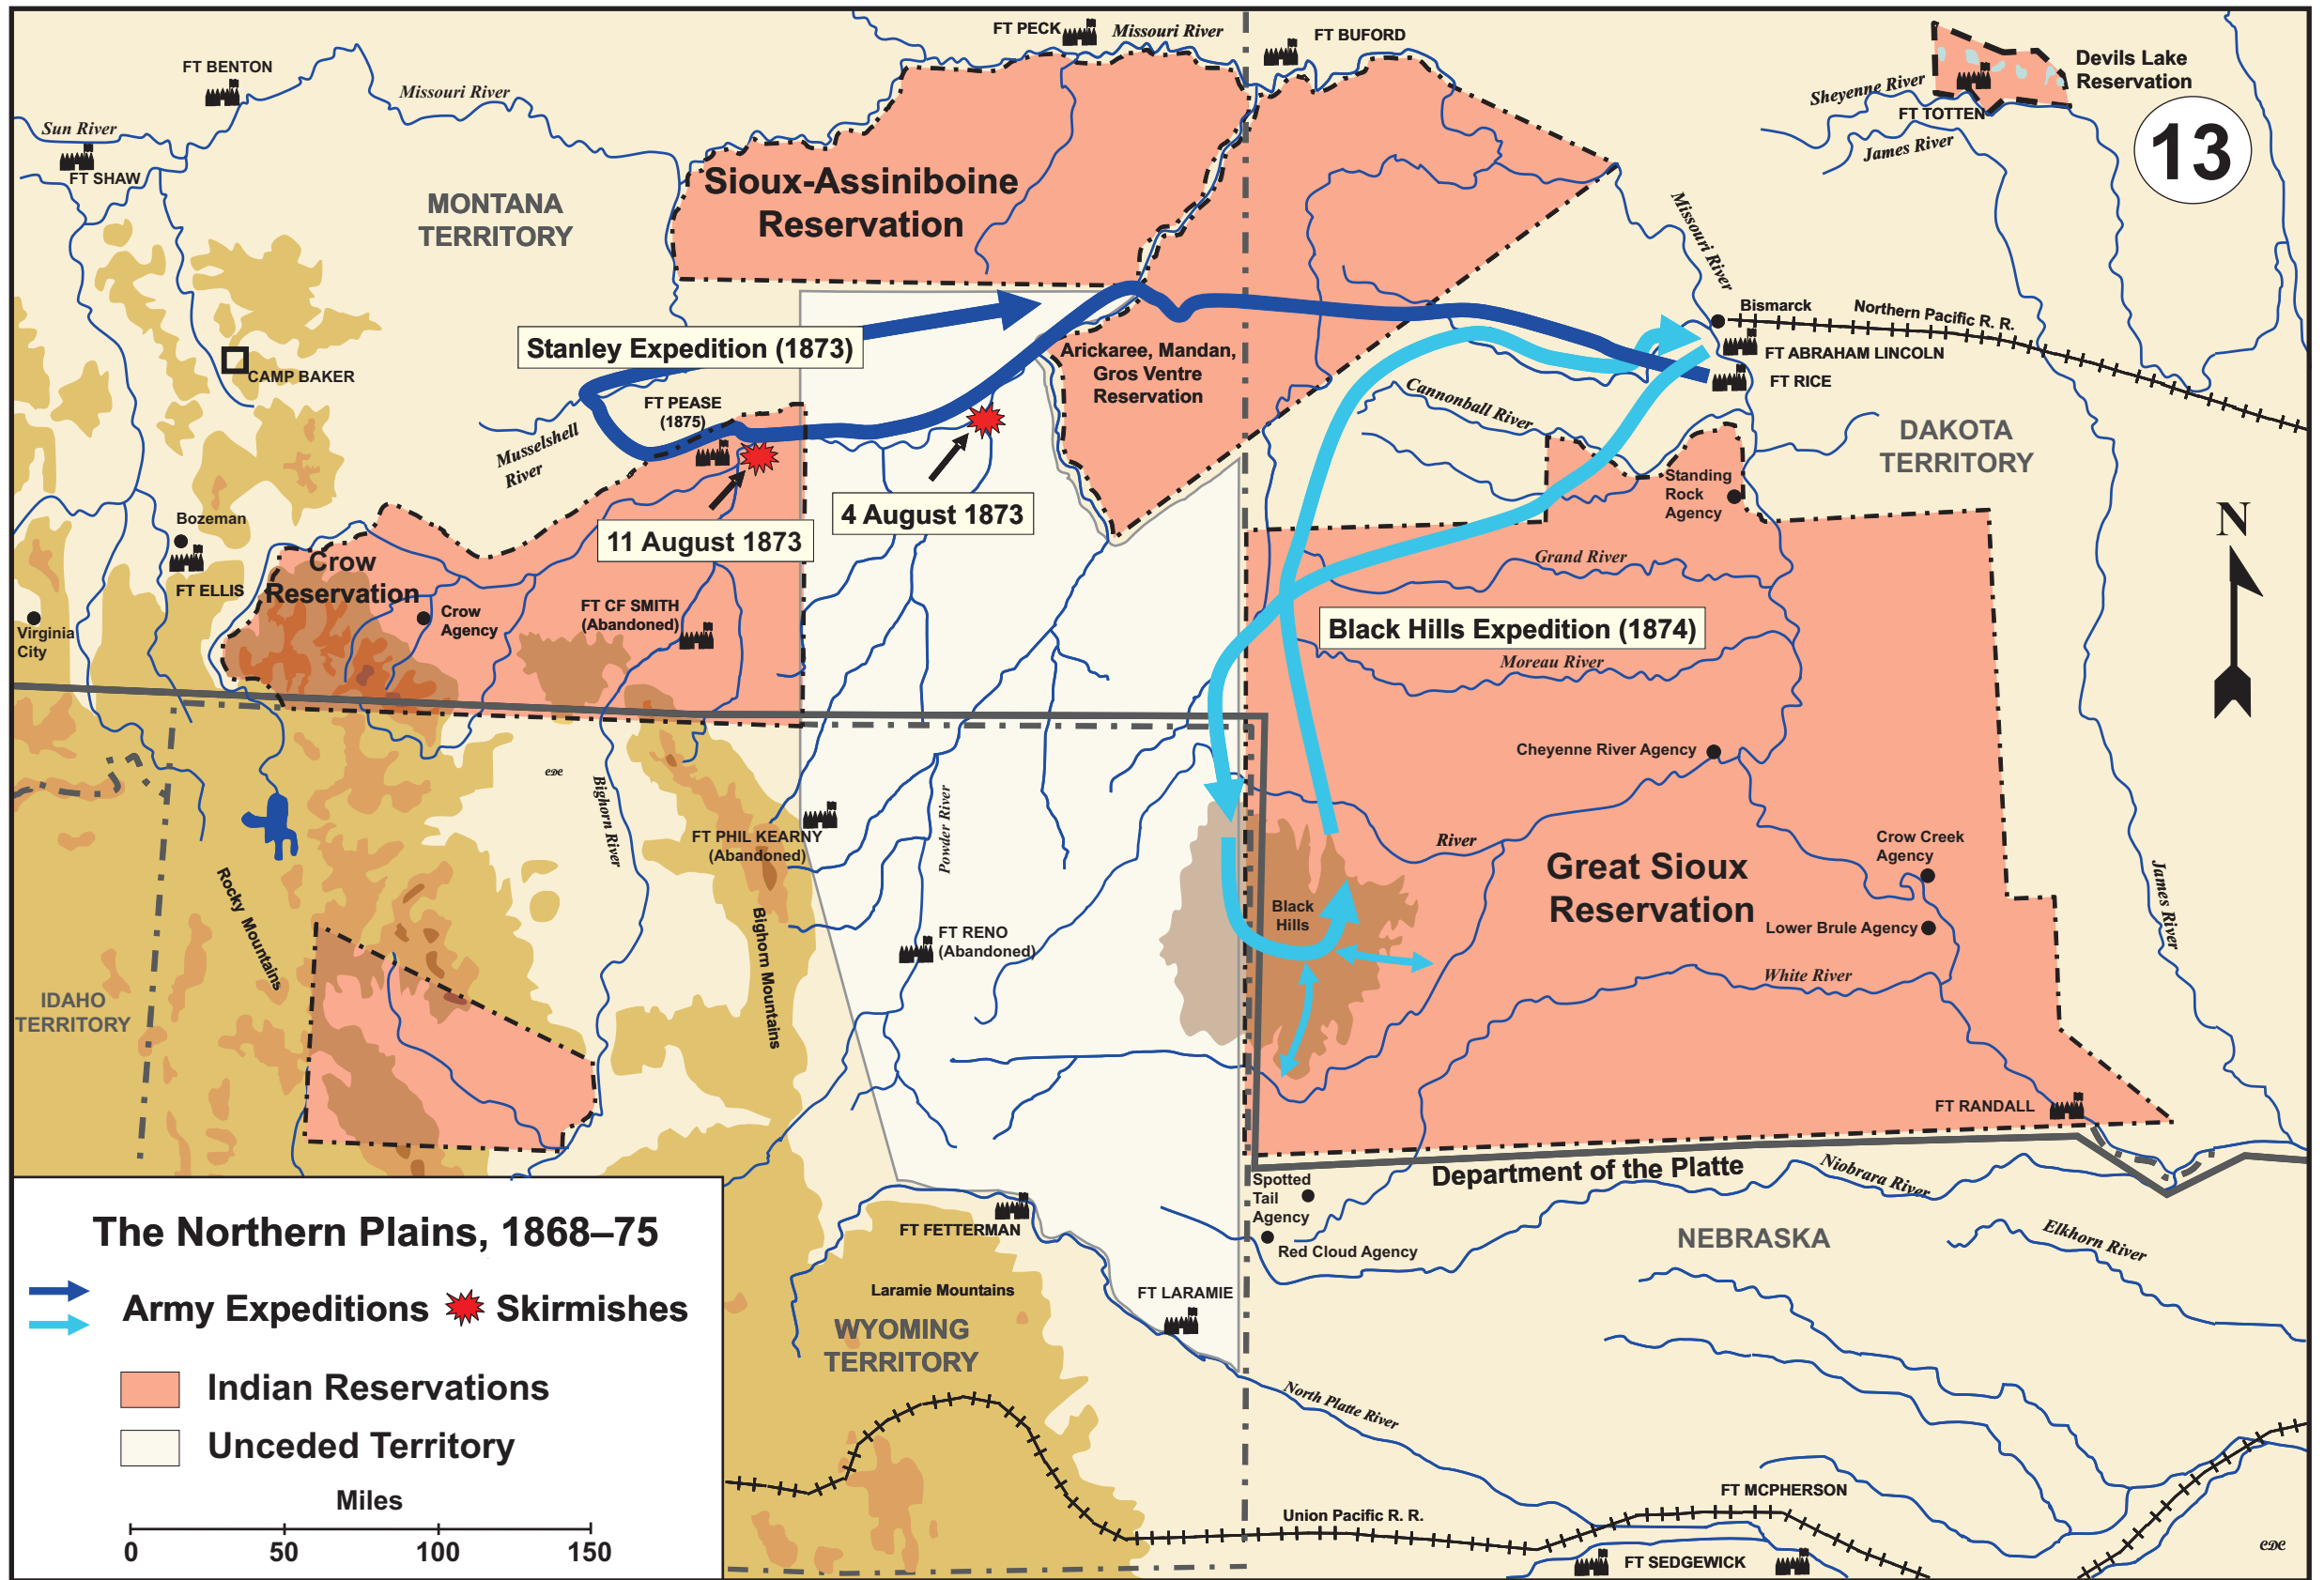 FT PECK
Missouri River
FT BUFORD
FT BENTON
Missouri River
Devils Lake
Reservation
Sheyenne River
FT TOTTEN
James River
13
Sun River
FT SHAW
MONTANA
TERRITORY
Sioux-Assiniboine
Reservation
Missouri River
Bismarck
Northern Pacific R. R.
FT ABRAHAM LINCOLN
FT RICE
Stanley Expedition (1873)
Arickaree, Mandan,
Gros Ventre
Reservation
CAMP BAKER
FT PEASE
(1875)
Musselshell
River
Cannonball River
DAKOTA
TERRITORY
Standing
Rock
Agency
4 August 1873
11 August 1873
N
Bozeman
FT ELLIS
Crow
Reservation
Crow
Agency
FT CF SMITH
(Abandoned)
Virginia
City
Grand River
Black Hills Expedition (1874)
Moreau River
Cheyenne River Agency
ede
Bighorn River
Powder River
FT PHIL KEARNY
(Abandoned)
River
Crow Creek
Agency
Great Sioux
Reservation
Lower Brule Agency
James River
Rocky Mountains
Bighorn Mountains
Black
Hills
FT RENO
(Abandoned)
White River
IDAHO
TERRITORY
FT RANDALL
Department of the Platte
Niobrara River
Spotted
Tail
Agency
Red Cloud Agency
NEBRASKA
Elkhorn River
FT FETTERMAN
Laramie Mountains
FT LARAMIE
WYOMING
TERRITORY
North Platte River
Union Pacific R. R.
FT MCPHERSON
FT SEDGEWICK
ede
The Northern Plains, 1868–75
Army Expeditions
Skirmishes
Indian Reservations
Unceded Territory
Miles
0 50 100 150